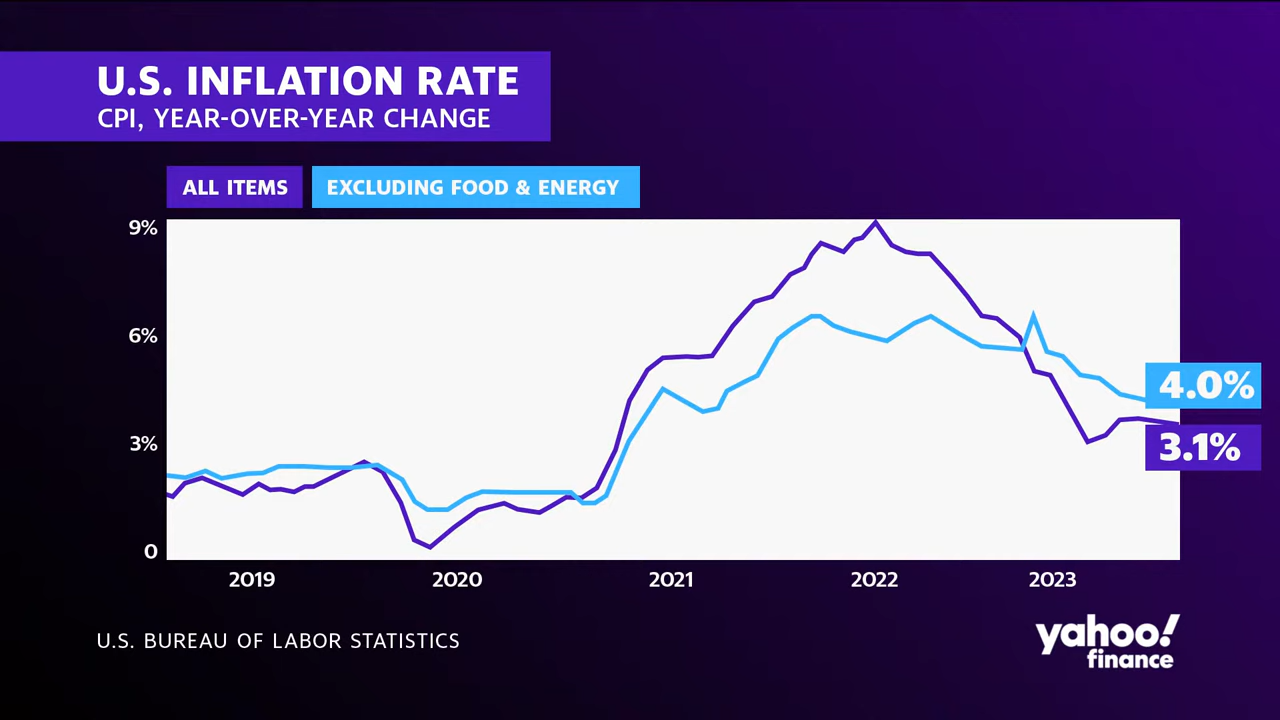 U.S. INFLATION RATE
CPI, YEAR-OVER-YEAR CHANGE
ALL ITEMS
EXCLUDING FOOD & ENERGY
9%
6%
3%
0
4.0%
3.1%
2019 2020 2021 2022 2023
U.S. BUREAU OF LABOR STATISTICS
yahoo!
finance